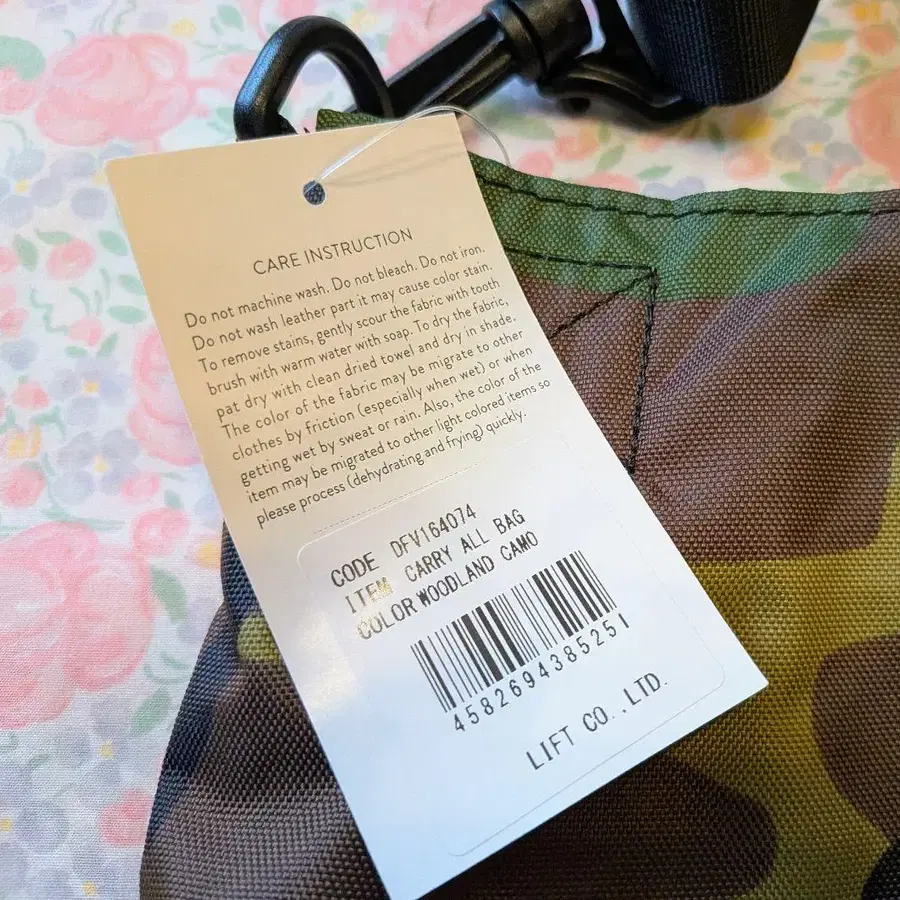 CARE INSTRUCTION
Do not machine wash. Do not bleach. Do not iron.
Do not wash leather part it may cause color stain.
To remove stains, gently scour the fabric with tooth
brush with warm water with soap. To dry the fabric,
pat dry with clean dried towel and dry in shade.
The color of the fabric may be migrate to other
clothes by friction (especially when wet) or when
getting wet by sweat or rain. Also, the color of the
item may be migrated to other light colored items so
please process (dehydrating and frying) quickly.
CODE DFV164074
ITEM CARRY ALL BAG
COLOR WOODLAND CAMO
4582694385251
LIFT CO.,LTD.